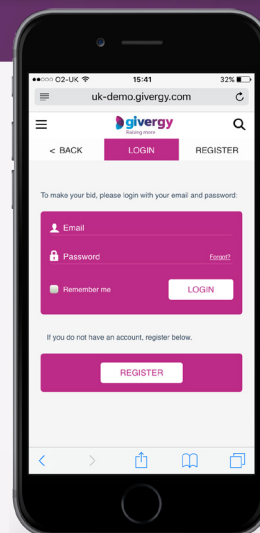 O2-UK 15:41 32%
uk-demo.givergy.com
givergy
Raising more
< BACK LOGIN REGISTER
To make your bid, please login with your email and password:
Email
Password Forgot?
Remember me LOGIN
If you do not have an account, register below.
REGISTER